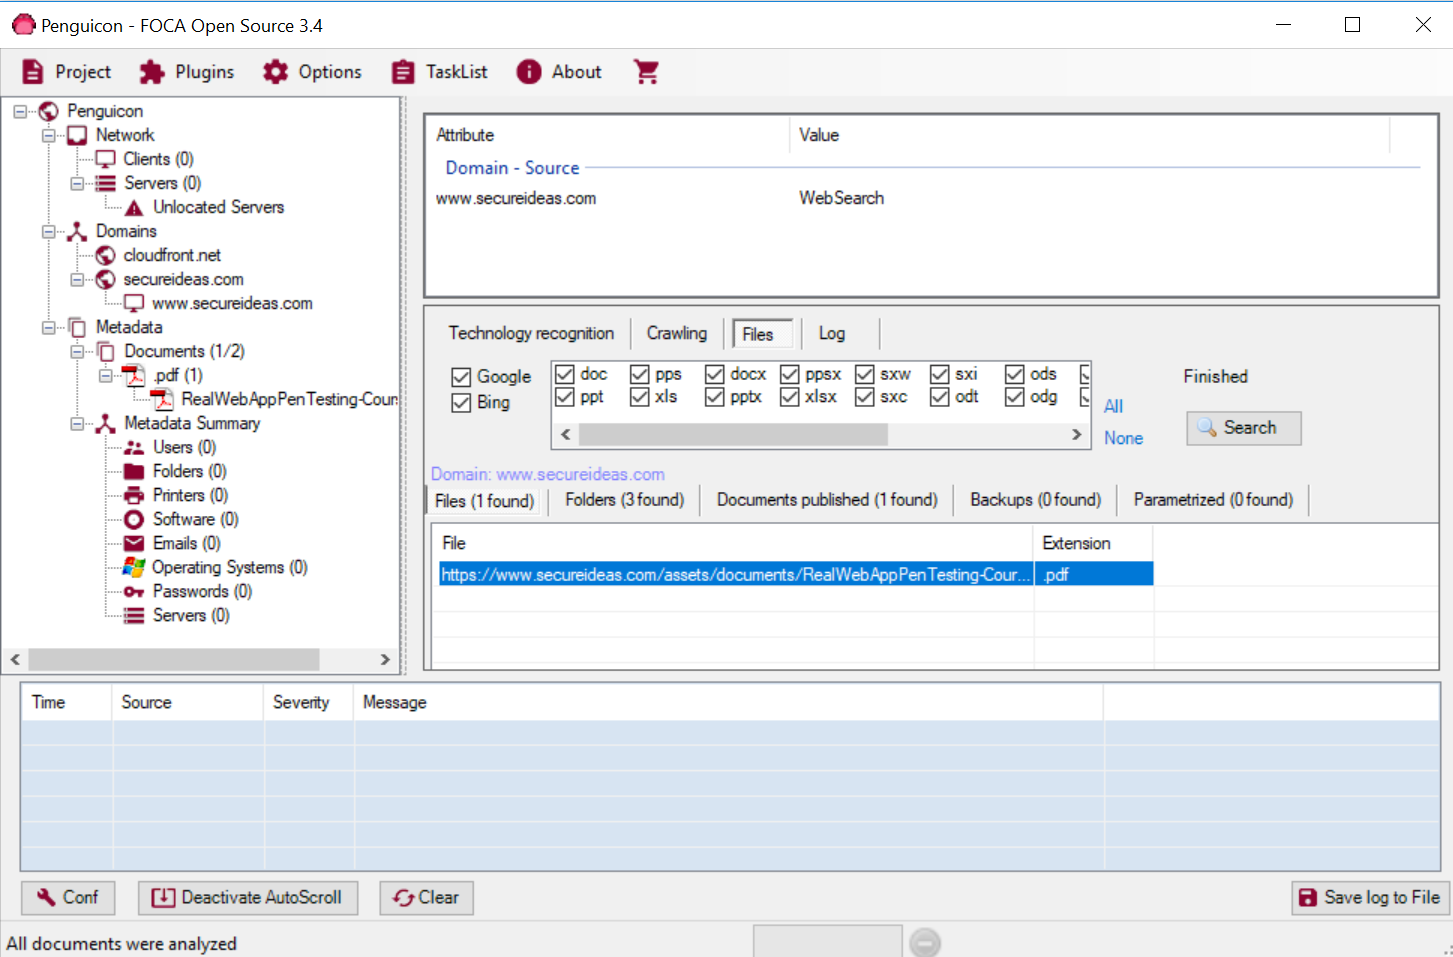 Penguicon - FOCA Open Source 3.4
Project Plugins Options TaskList About
Penguicon
Network
Clients (0)
Servers (0)
Unlocated Servers
Domains
cloudfront.net
secureideas.com
www.secureideas.com
Metadata
Documents (1/2)
.pdf (1)
RealWebAppPenTesting-Cour
Metadata Summary
Users (0)
Folders (0)
Printers (0)
Software (0)
Emails (0)
Operating Systems (0)
Passwords (0)
Servers (0)
Attribute Value
Domain - Source
www.secureideas.com WebSearch
Technology recognition Crawling Files Log
Google doc pps docx ppsx sxw sxi ods
Bing ppt xls pptx xlsx sxc odt odg
All
None
Finished
Search
Domain: www.secureideas.com
Files (1 found) Folders (3 found) Documents published (1 found) Backups (0 found) Parametrized (0 found)
File Extension
https://www.secureideas.com/assets/documents/RealWebAppPenTesting-Cour... .pdf
Time Source Severity Message
Conf Deactivate AutoScroll Clear Save log to File
All documents were analyzed